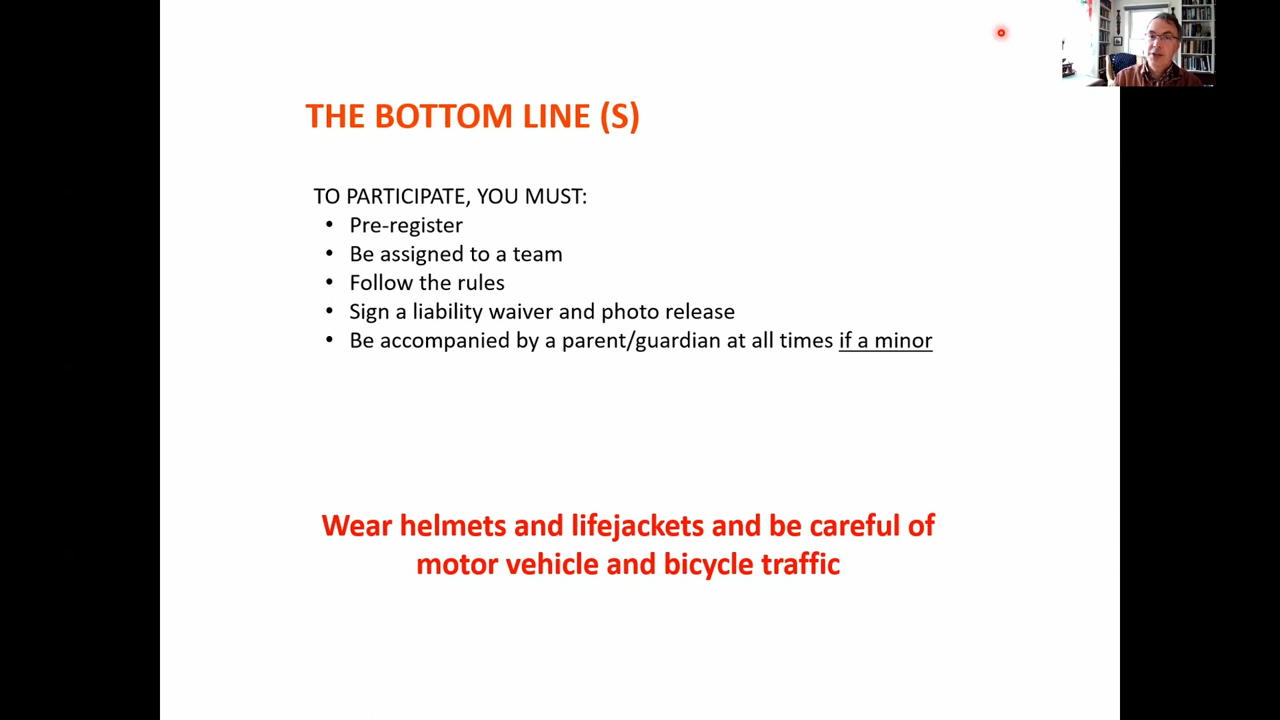 THE BOTTOM LINE (S)
TO PARTICIPATE, YOU MUST:
• Pre-register
• Be assigned to a team
• Follow the rules
• Sign a liability waiver and photo release
• Be accompanied by a parent/guardian at all times if a minor
Wear helmets and lifejackets and be careful of
motor vehicle and bicycle traffic